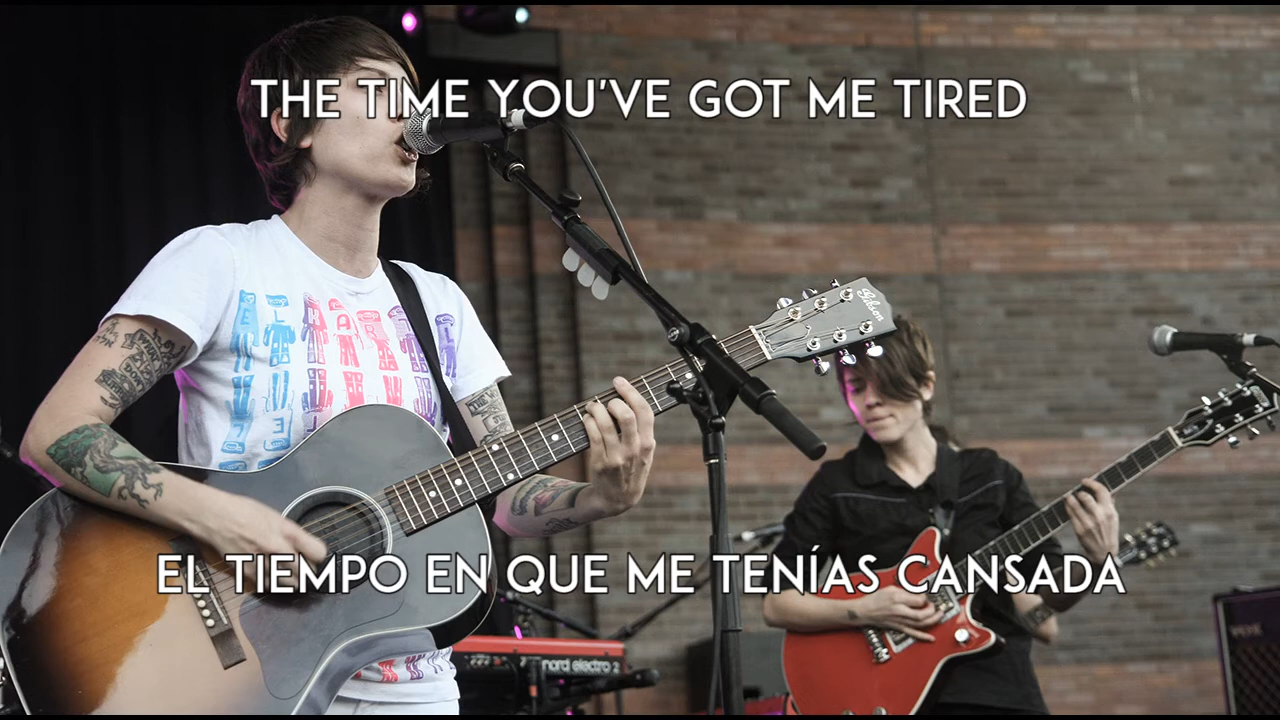 THE TIME YOU'VE GOT ME TIRED
Gibson
EL TIEMPO EN QUE ME TENÍAS CANSADA
nord electro 2
VOX